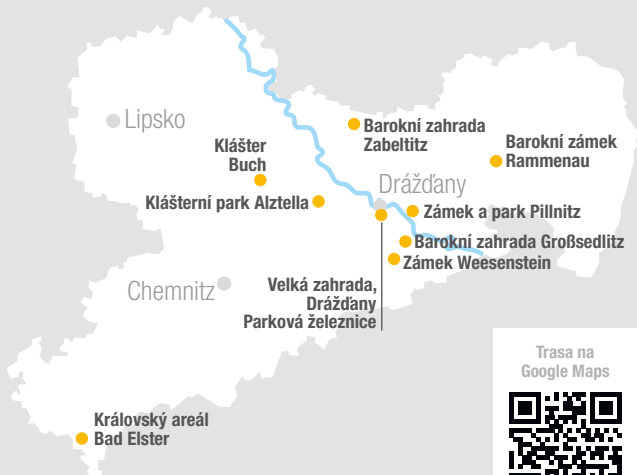 Lipsko
Klášter
Buch
Klášterní park Alztella
Barokní zahrada
Zabeltitz
Barokní zámek
Rammenau
Drážďany
Zámek a park Pillnitz
Barokní zahrada Großsedlitz
Zámek Weesenstein
Velká zahrada,
Drážďany
Parková železnice
Chemnitz
Královský areál
Bad Elster
Trasa na
Google Maps